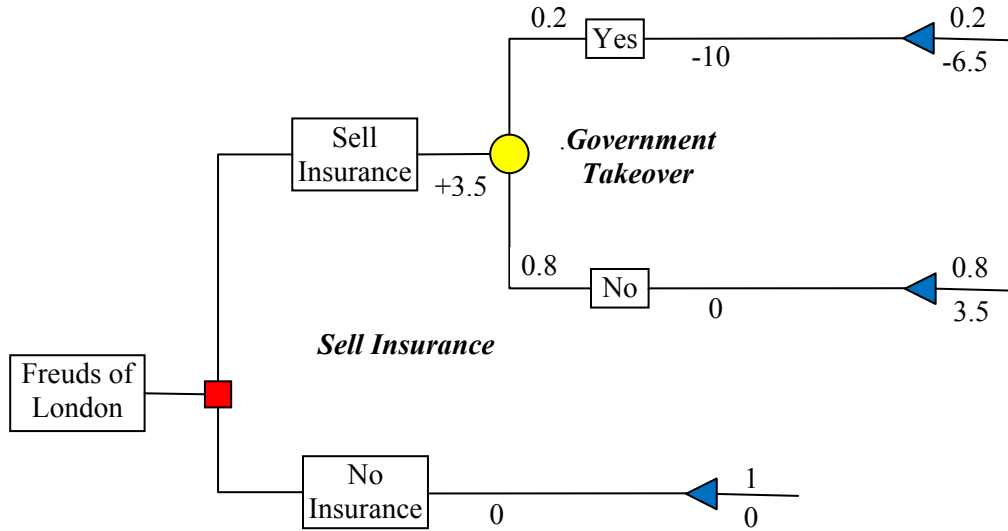 0.2
Yes
-10
0.2
-6.5
Sell
Insurance
+3.5
.Government
Takeover
0.8
No
0
0.8
3.5
Sell Insurance
Freuds of
London
No
Insurance
0
1
0